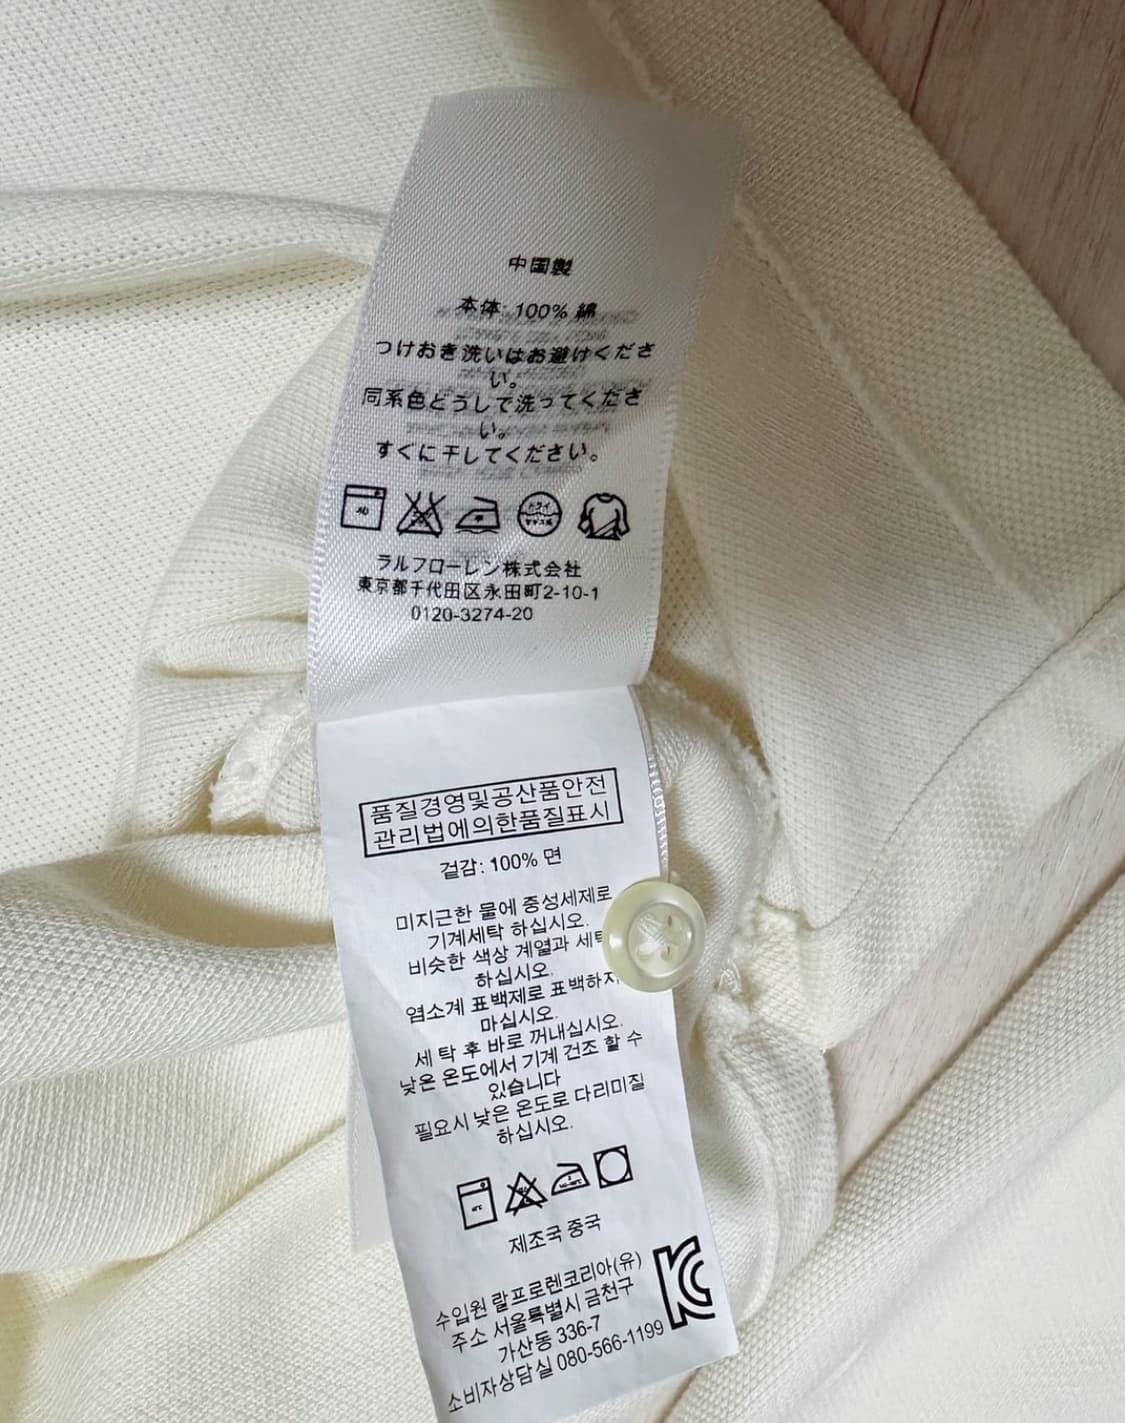 中国製
本体: 100% 綿
つけおき洗いはお避けくださ
い。
同系色どうしで洗ってくださ
い。
すぐに干してください。
40
ドライ
ラルフローレン株式会社
東京都千代田区永田町2-10-1
0120-3274-20
품질경영및공산품안전
관리법에의한품질표시
겉감: 100% 면
미지근한 물에 중성세제로
기계세탁 하십시오.
비슷한 색상 계열과 세탁
하십시오.
염소계 표백제로 표백하지
마십시오.
세 탁 후 바로 꺼내십시오.
낮은 온도에서 기계 건조 할 수
있습니다
필요시 낮은 온도로 다리미질
하십시오.
제조국 중국
수입원 랄프로렌코리아(유)
주소 서울특별시 금천구
가산동 336-7
소비자상담실 080-566-1199